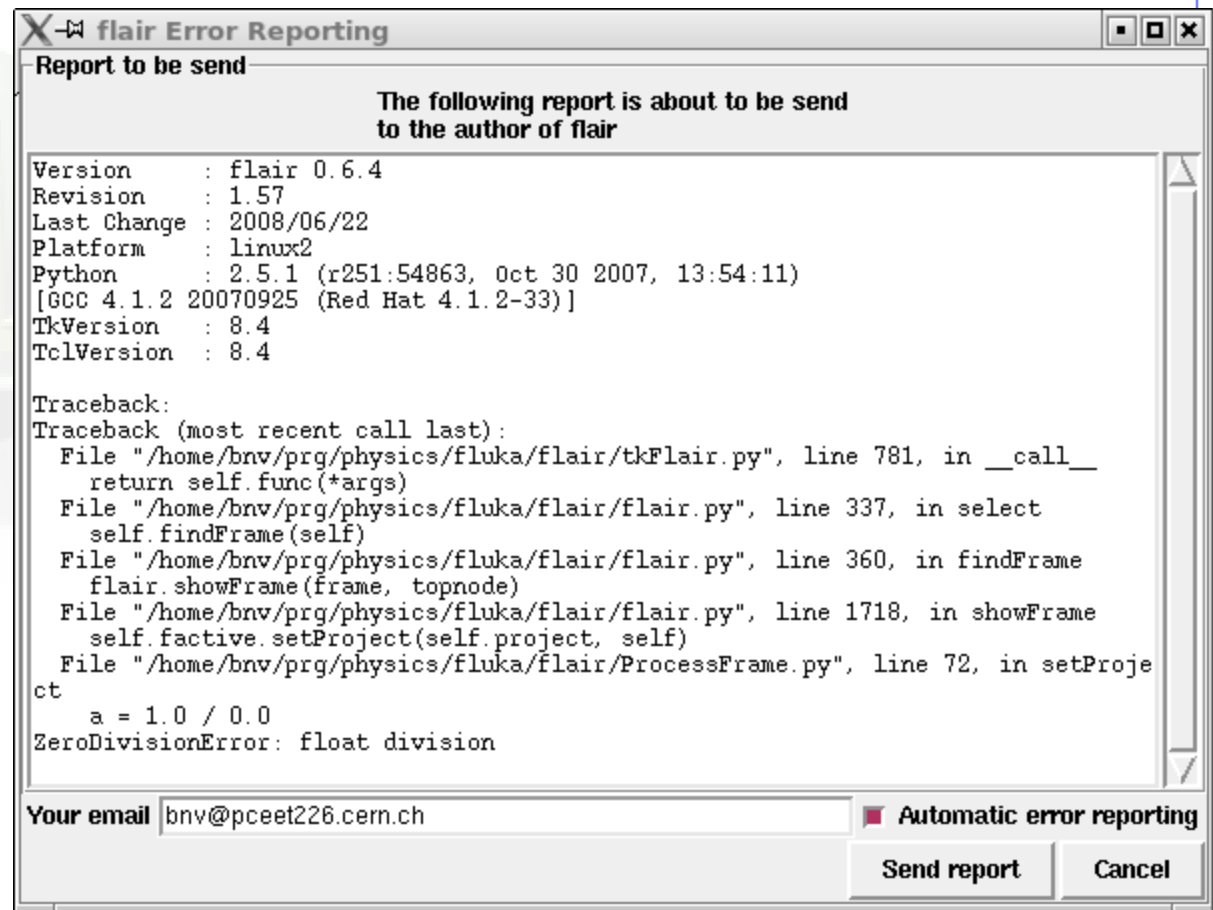 flair Error Reporting
Report to be send
The following report is about to be send
to the author of flair
Version      : flair 0.6.4
Revision     : 1.57
Last Change : 2008/06/22
Platform     : linux2
Python       : 2.5.1 (r251:54863, Oct 30 2007, 13:54:11)
[GCC 4.1.2 20070925 (Red Hat 4.1.2-33)]
TkVersion    : 8.4
TclVersion   : 8.4
Traceback:
Traceback (most recent call last):
  File "/home/bnv/prg/physics/fluka/flair/tkFlair.py", line 781, in __call__
    return self.func(*args)
  File "/home/bnv/prg/physics/fluka/flair/flair.py", line 337, in select
    self.findFrame(self)
  File "/home/bnv/prg/physics/fluka/flair/flair.py", line 360, in findFrame
    flair.showFrame(frame, topnode)
  File "/home/bnv/prg/physics/fluka/flair/flair.py", line 1718, in showFrame
    self.factive.setProject(self.project, self)
  File "/home/bnv/prg/physics/fluka/flair/ProcessFrame.py", line 72, in setProje
ct
    a = 1.0 / 0.0
ZeroDivisionError: float division
Your email bnv@pceet226.cern.ch Automatic error reporting
Send report Cancel